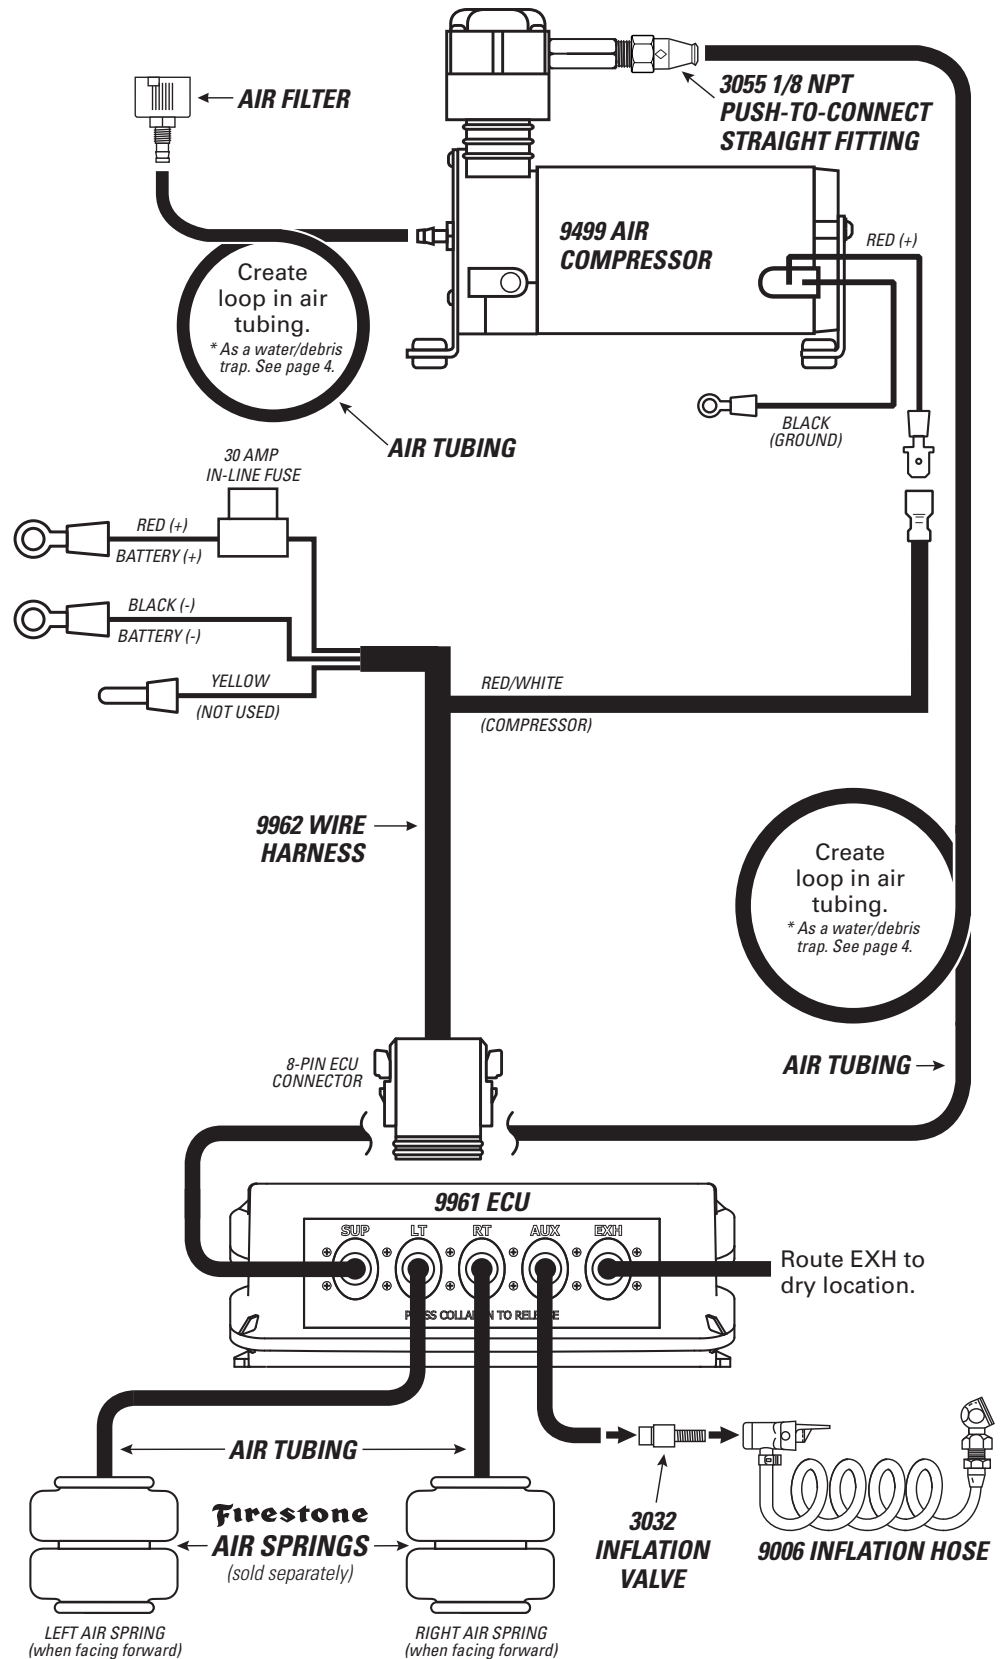 AIR FILTER
3055 1/8 NPT
PUSH-TO-CONNECT
STRAIGHT FITTING
9499 AIR
COMPRESSOR
RED (+)
Create
loop in air
tubing.
* As a water/debris
trap. See page 4.
BLACK
(GROUND)
AIR TUBING
30 AMP
IN-LINE FUSE
RED (+)
BATTERY (+)
BLACK (-)
BATTERY (-)
YELLOW
(NOT USED)
RED/WHITE
(COMPRESSOR)
9962 WIRE
HARNESS
Create
loop in air
tubing.
* As a water/debris
trap. See page 4.
8-PIN ECU
CONNECTOR
AIR TUBING
9961 ECU
SUP LT RT AUX EXH
TO
Route EXH to
dry location.
AIR TUBING
Firestone
AIR SPRINGS
(sold separately)
3032
INFLATION
VALVE
9006 INFLATION HOSE
LEFT AIR SPRING
(when facing forward)
RIGHT AIR SPRING
(when facing forward)